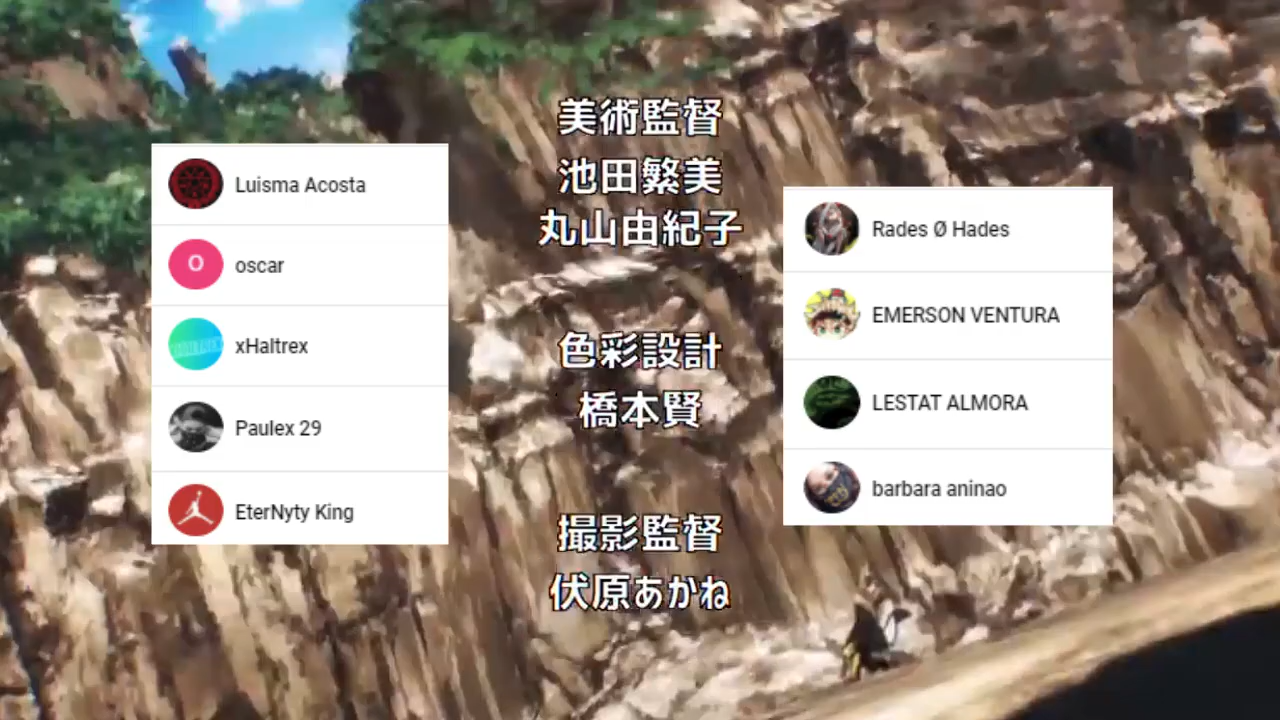 Luisma Acosta
O
oscar
xHaltrex
Paulex 29
EterNyty King
美術監督
池田繁美
丸山由紀子
色彩設計
橋本賢
撮影監督
伏原あかね
Rades Ø Hades
EMERSON VENTURA
LESTAT ALMORA
barbara aninao